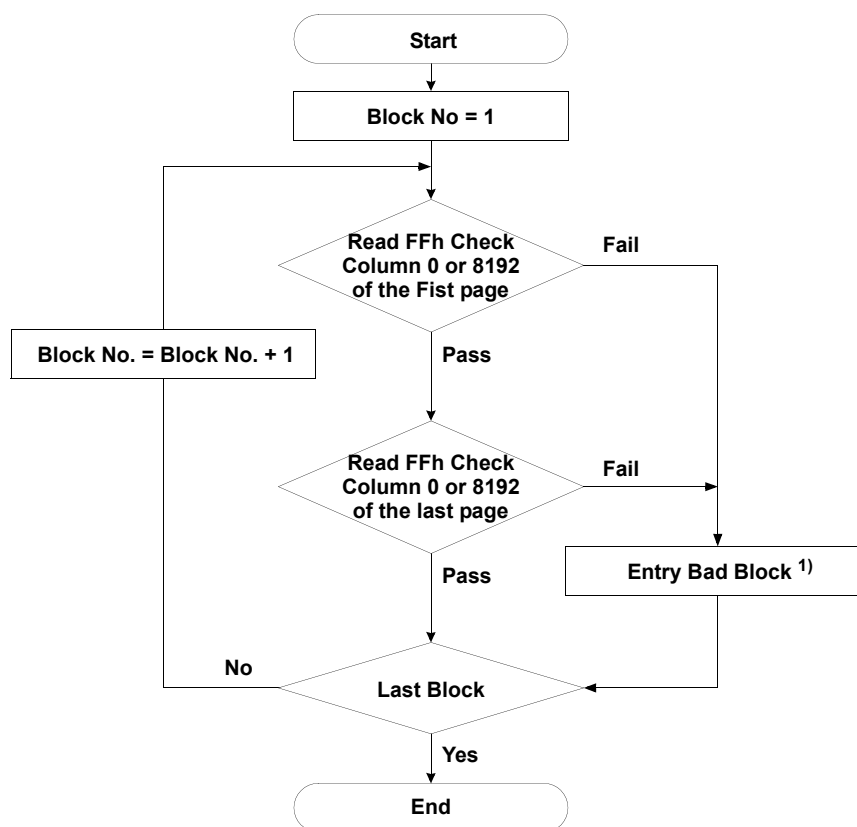 Start
Block No = 1
Read FFh Check
Column 0 or 8192
of the Fist page
Fail
Block No. = Block No. + 1
Pass
Read FFh Check
Column 0 or 8192
of the last page
Fail
Entry Bad Block 1)
Pass
No
Last Block
Yes
End